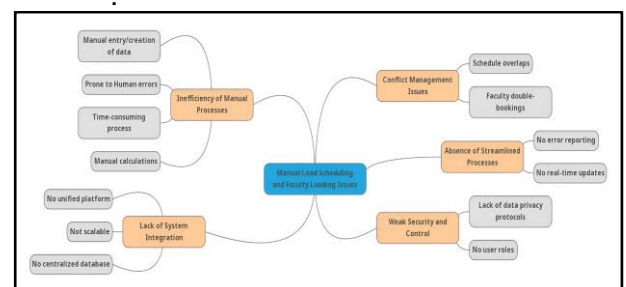 Manual entry/creation
of data
Prone to Human errors
Time-consuming
process
Manual calculations
Inefficiency of Manual
Processes
No unified platform
Not scalable
No centralized database
Lack of System
Integration
Manual Load Scheduling
and Faculty Loading Issues
Conflict Management
Issues
Schedule overlaps
Faculty double-
bookings
Absence of Streamlined
Processes
No error reporting
No real-time updates
Weak Security and
Control
Lack of data privacy
protocols
No user roles